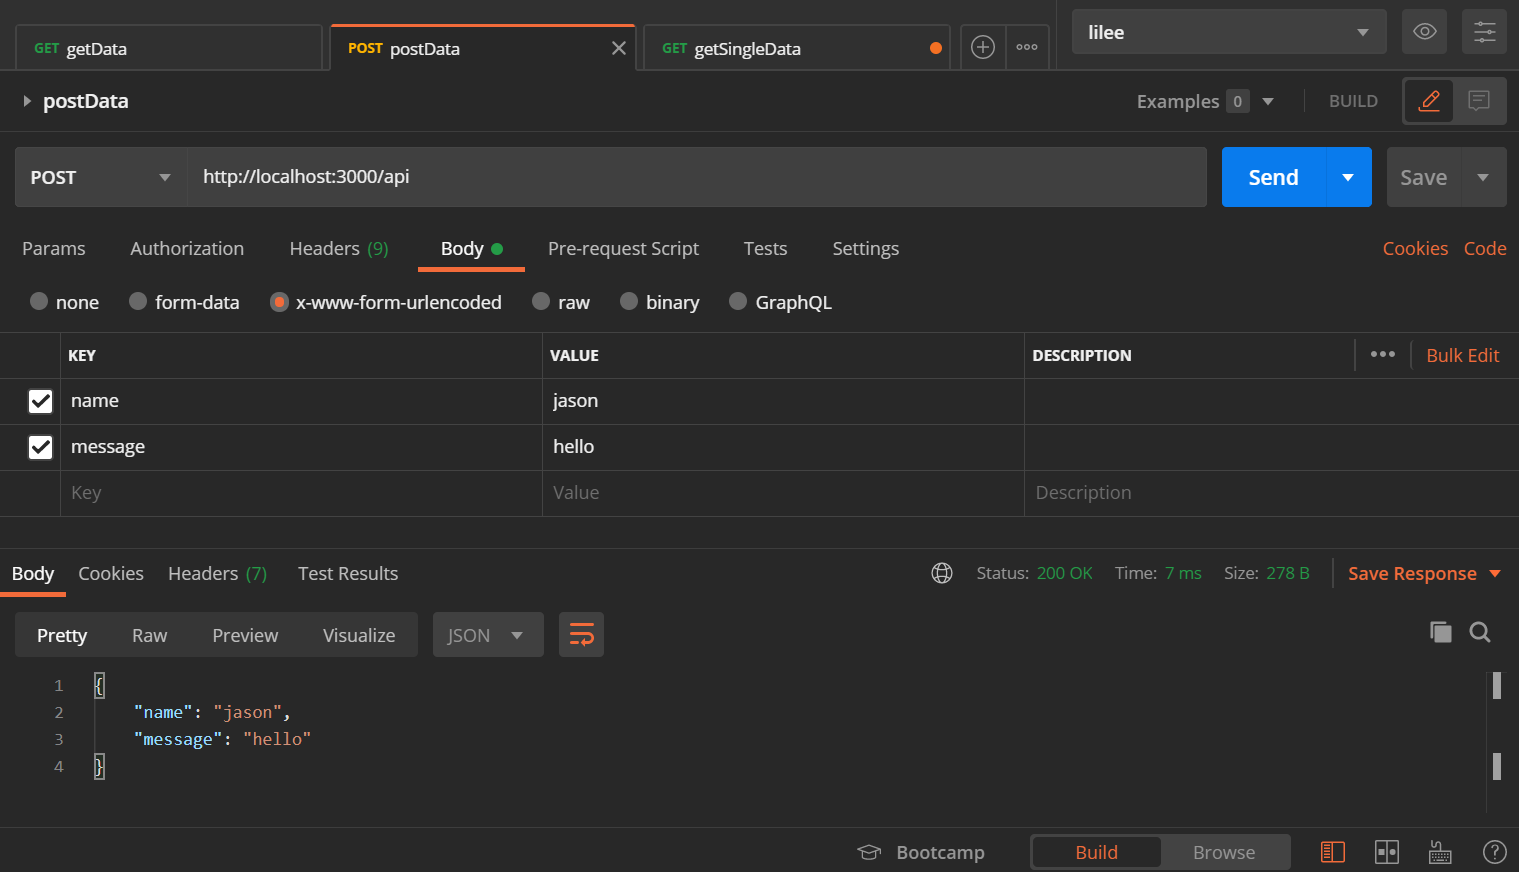 GET getData POST postData GET getSingleData lilee
postData Examples 0 BUILD
POST http://localhost:3000/api Send Save
Params Authorization Headers (9) Body Pre-request Script Tests Settings Cookies Code
none form-data x-www-form-urlencoded raw binary GraphQL
KEY VALUE DESCRIPTION Bulk Edit
name jason
message hello
Key Value Description
Body Cookies Headers (7) Test Results Status: 200 OK Time: 7 ms Size: 278 B Save Response
Pretty Raw Preview Visualize JSON
1 {
2 "name": "jason",
3 "message": "hello"
4 }
Bootcamp Build Browse ?